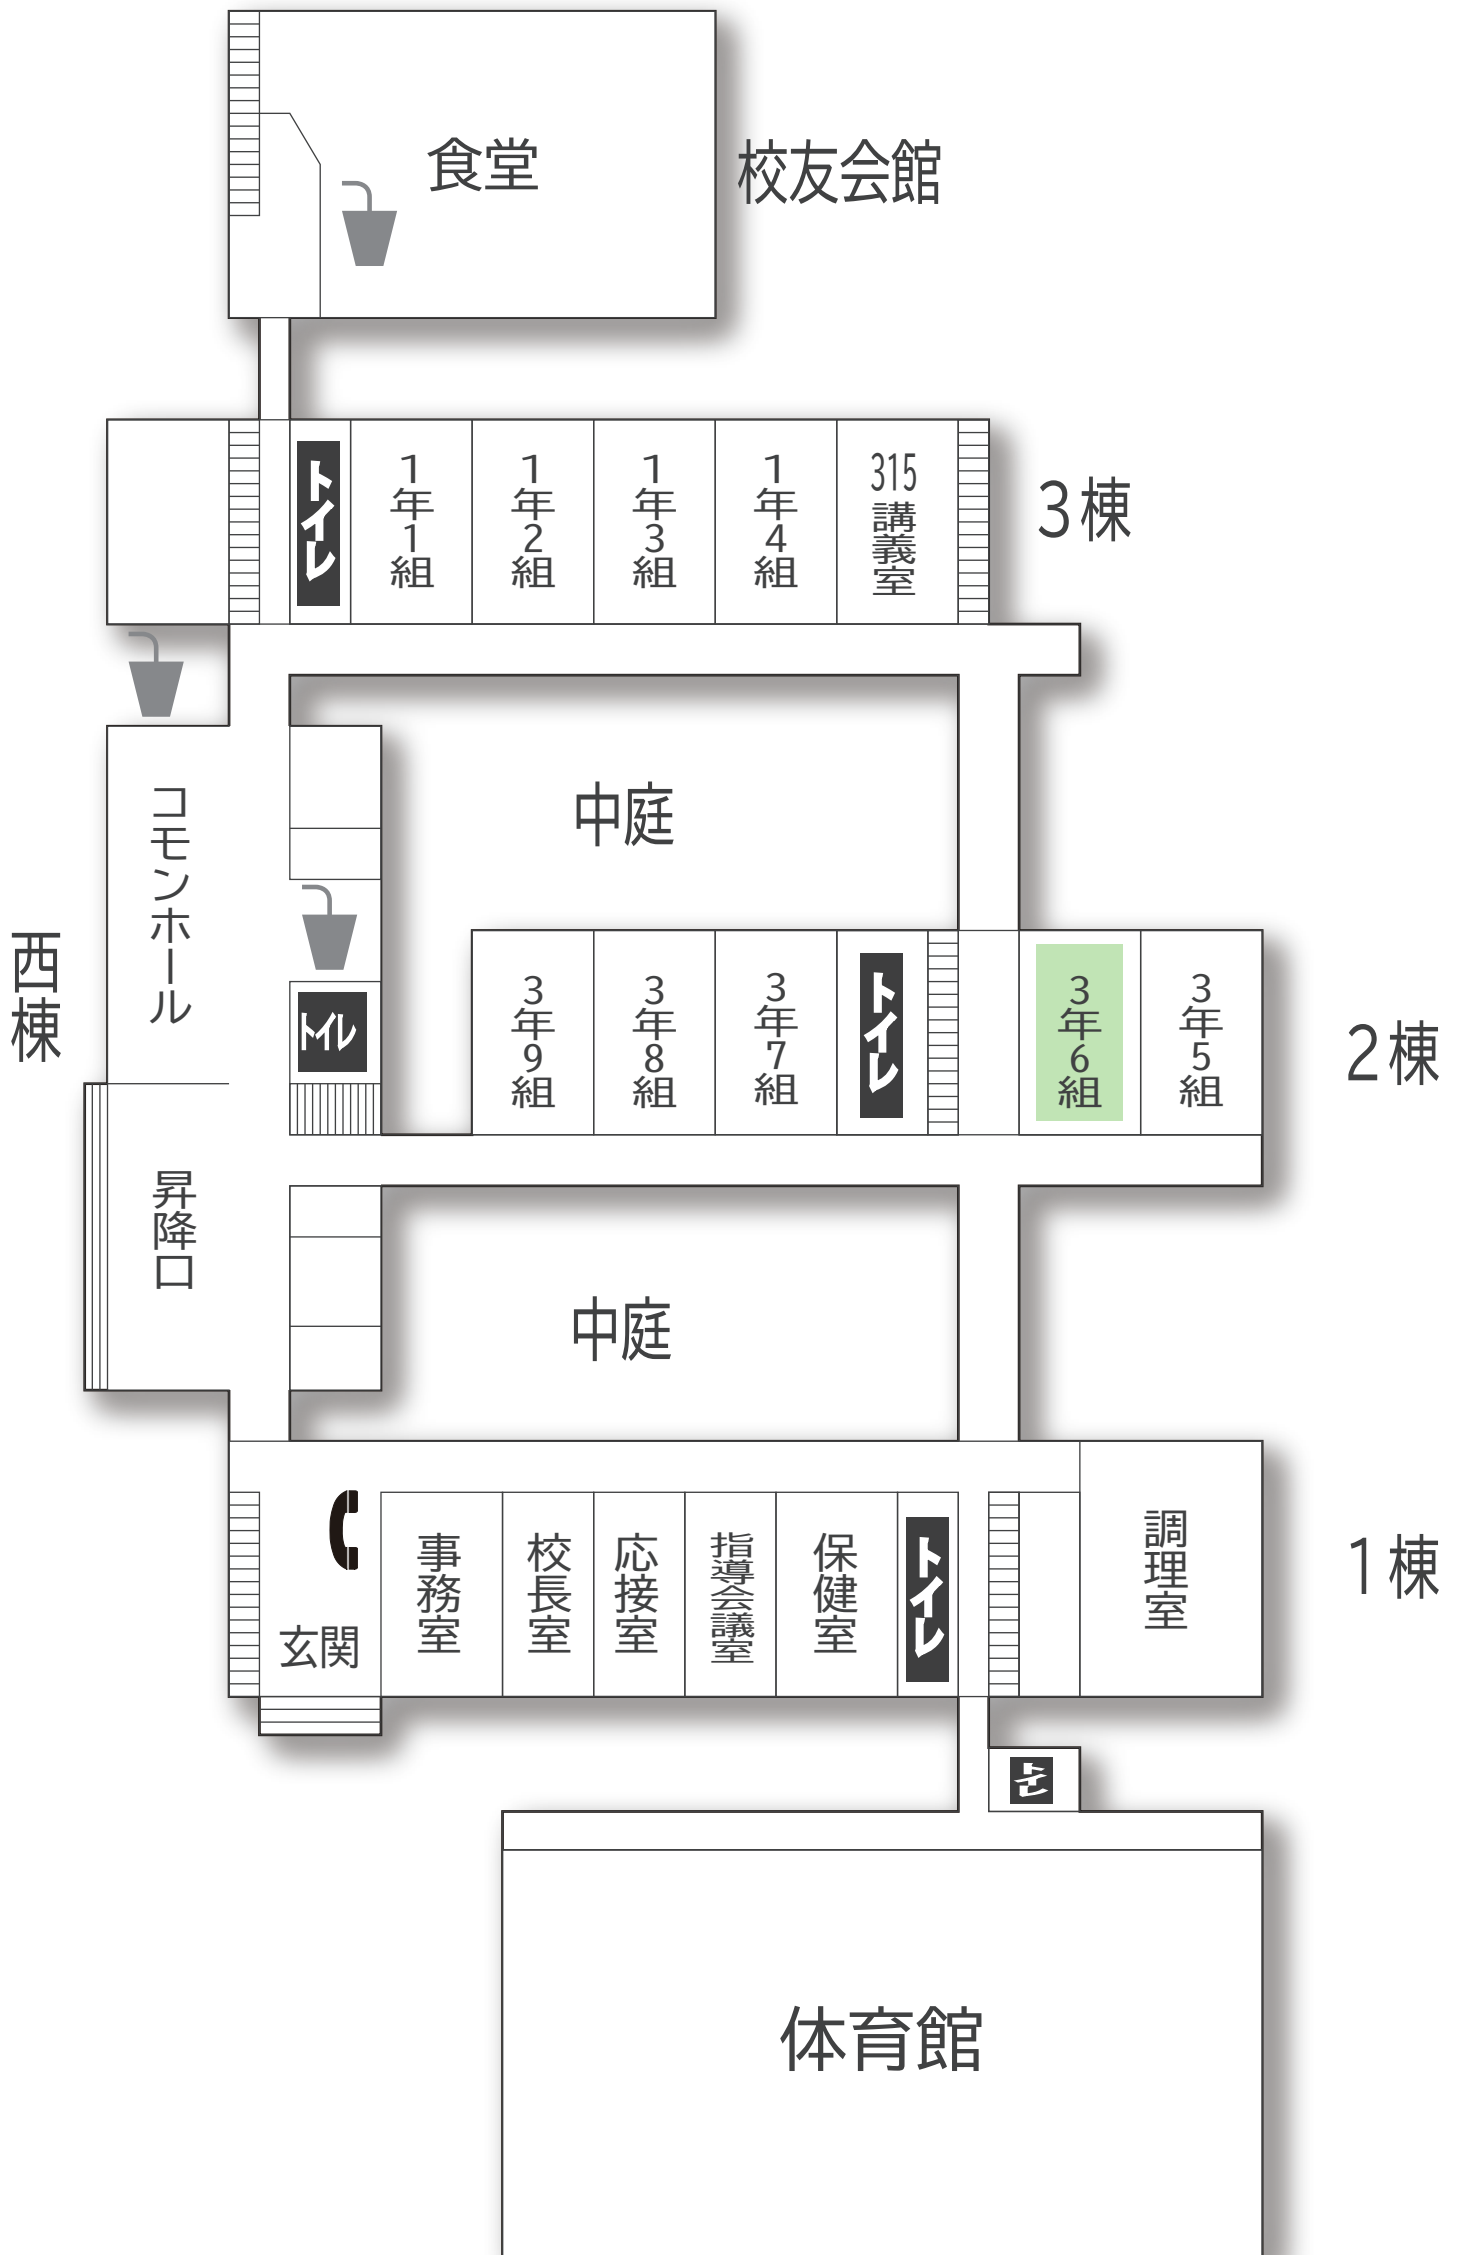 食堂
校友会館
トイレ
1年1組
1年2組
1年3組
1年4組
315講義室
3棟
コモンホール
中庭
西棟
トイレ
3年9組
3年8組
3年7組
トイレ
3年6組
3年5組
2棟
昇降口
中庭
玄関
事務室
校長室
応接室
指導会議室
保健室
トイレ
調理室
1棟
トイレ
体育館